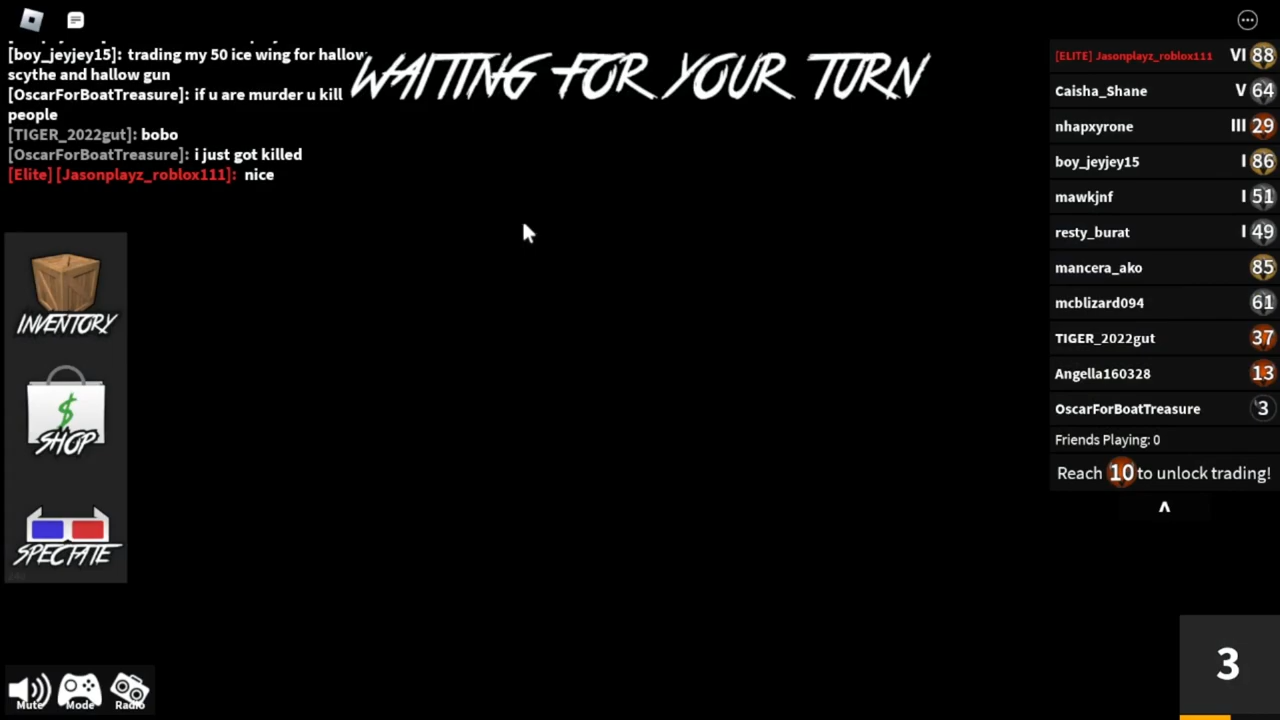 [boy_jeyjey15]: trading my 50 ice wing for hallow
scythe and hallow gun
[OscarForBoatTreasure]: if u are murder u kill
people
[TIGER_2022gut]: bobo
[OscarForBoatTreasure]: i just got killed
[Elite] [Jasonplayz_roblox111]: nice
WAITING FOR YOUR TURN
INVENTORY
SHOP
SPECTATE
Mute
Mode
Radio
[ELITE] Jasonplayz_roblox111 VI 88
Caisha_Shane V 64
nhapxyrone III 29
boy_jeyjey15 I 86
mawkjnf I 51
resty_burat I 49
mancera_ako 85
mcblizard094 61
TIGER_2022gut 37
Angella160328 13
OscarForBoatTreasure 3
Friends Playing: 0
Reach 10 to unlock trading!
3